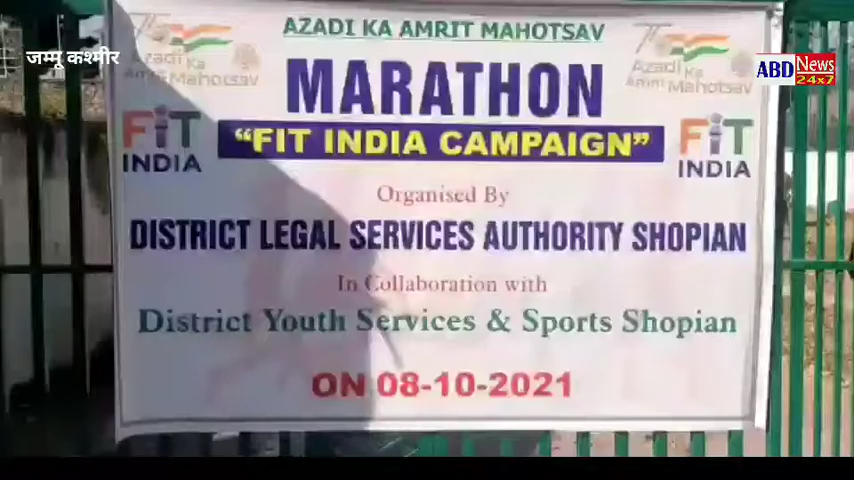 AZADI KA AMRIT MAHOTSAV
जम्मू कश्मीर
Azadi Ka
Amrit Mahotsav
Azadi Ka
Amrit Mahotsav
ABD News
24x7
MARATHON
FIT
INDIA
"FIT INDIA CAMPAIGN"
FIT
INDIA
Organised By
DISTRICT LEGAL SERVICES AUTHORITY SHOPIAN
In Collaboration with
District Youth Services & Sports Shopian
ON 08-10-2021